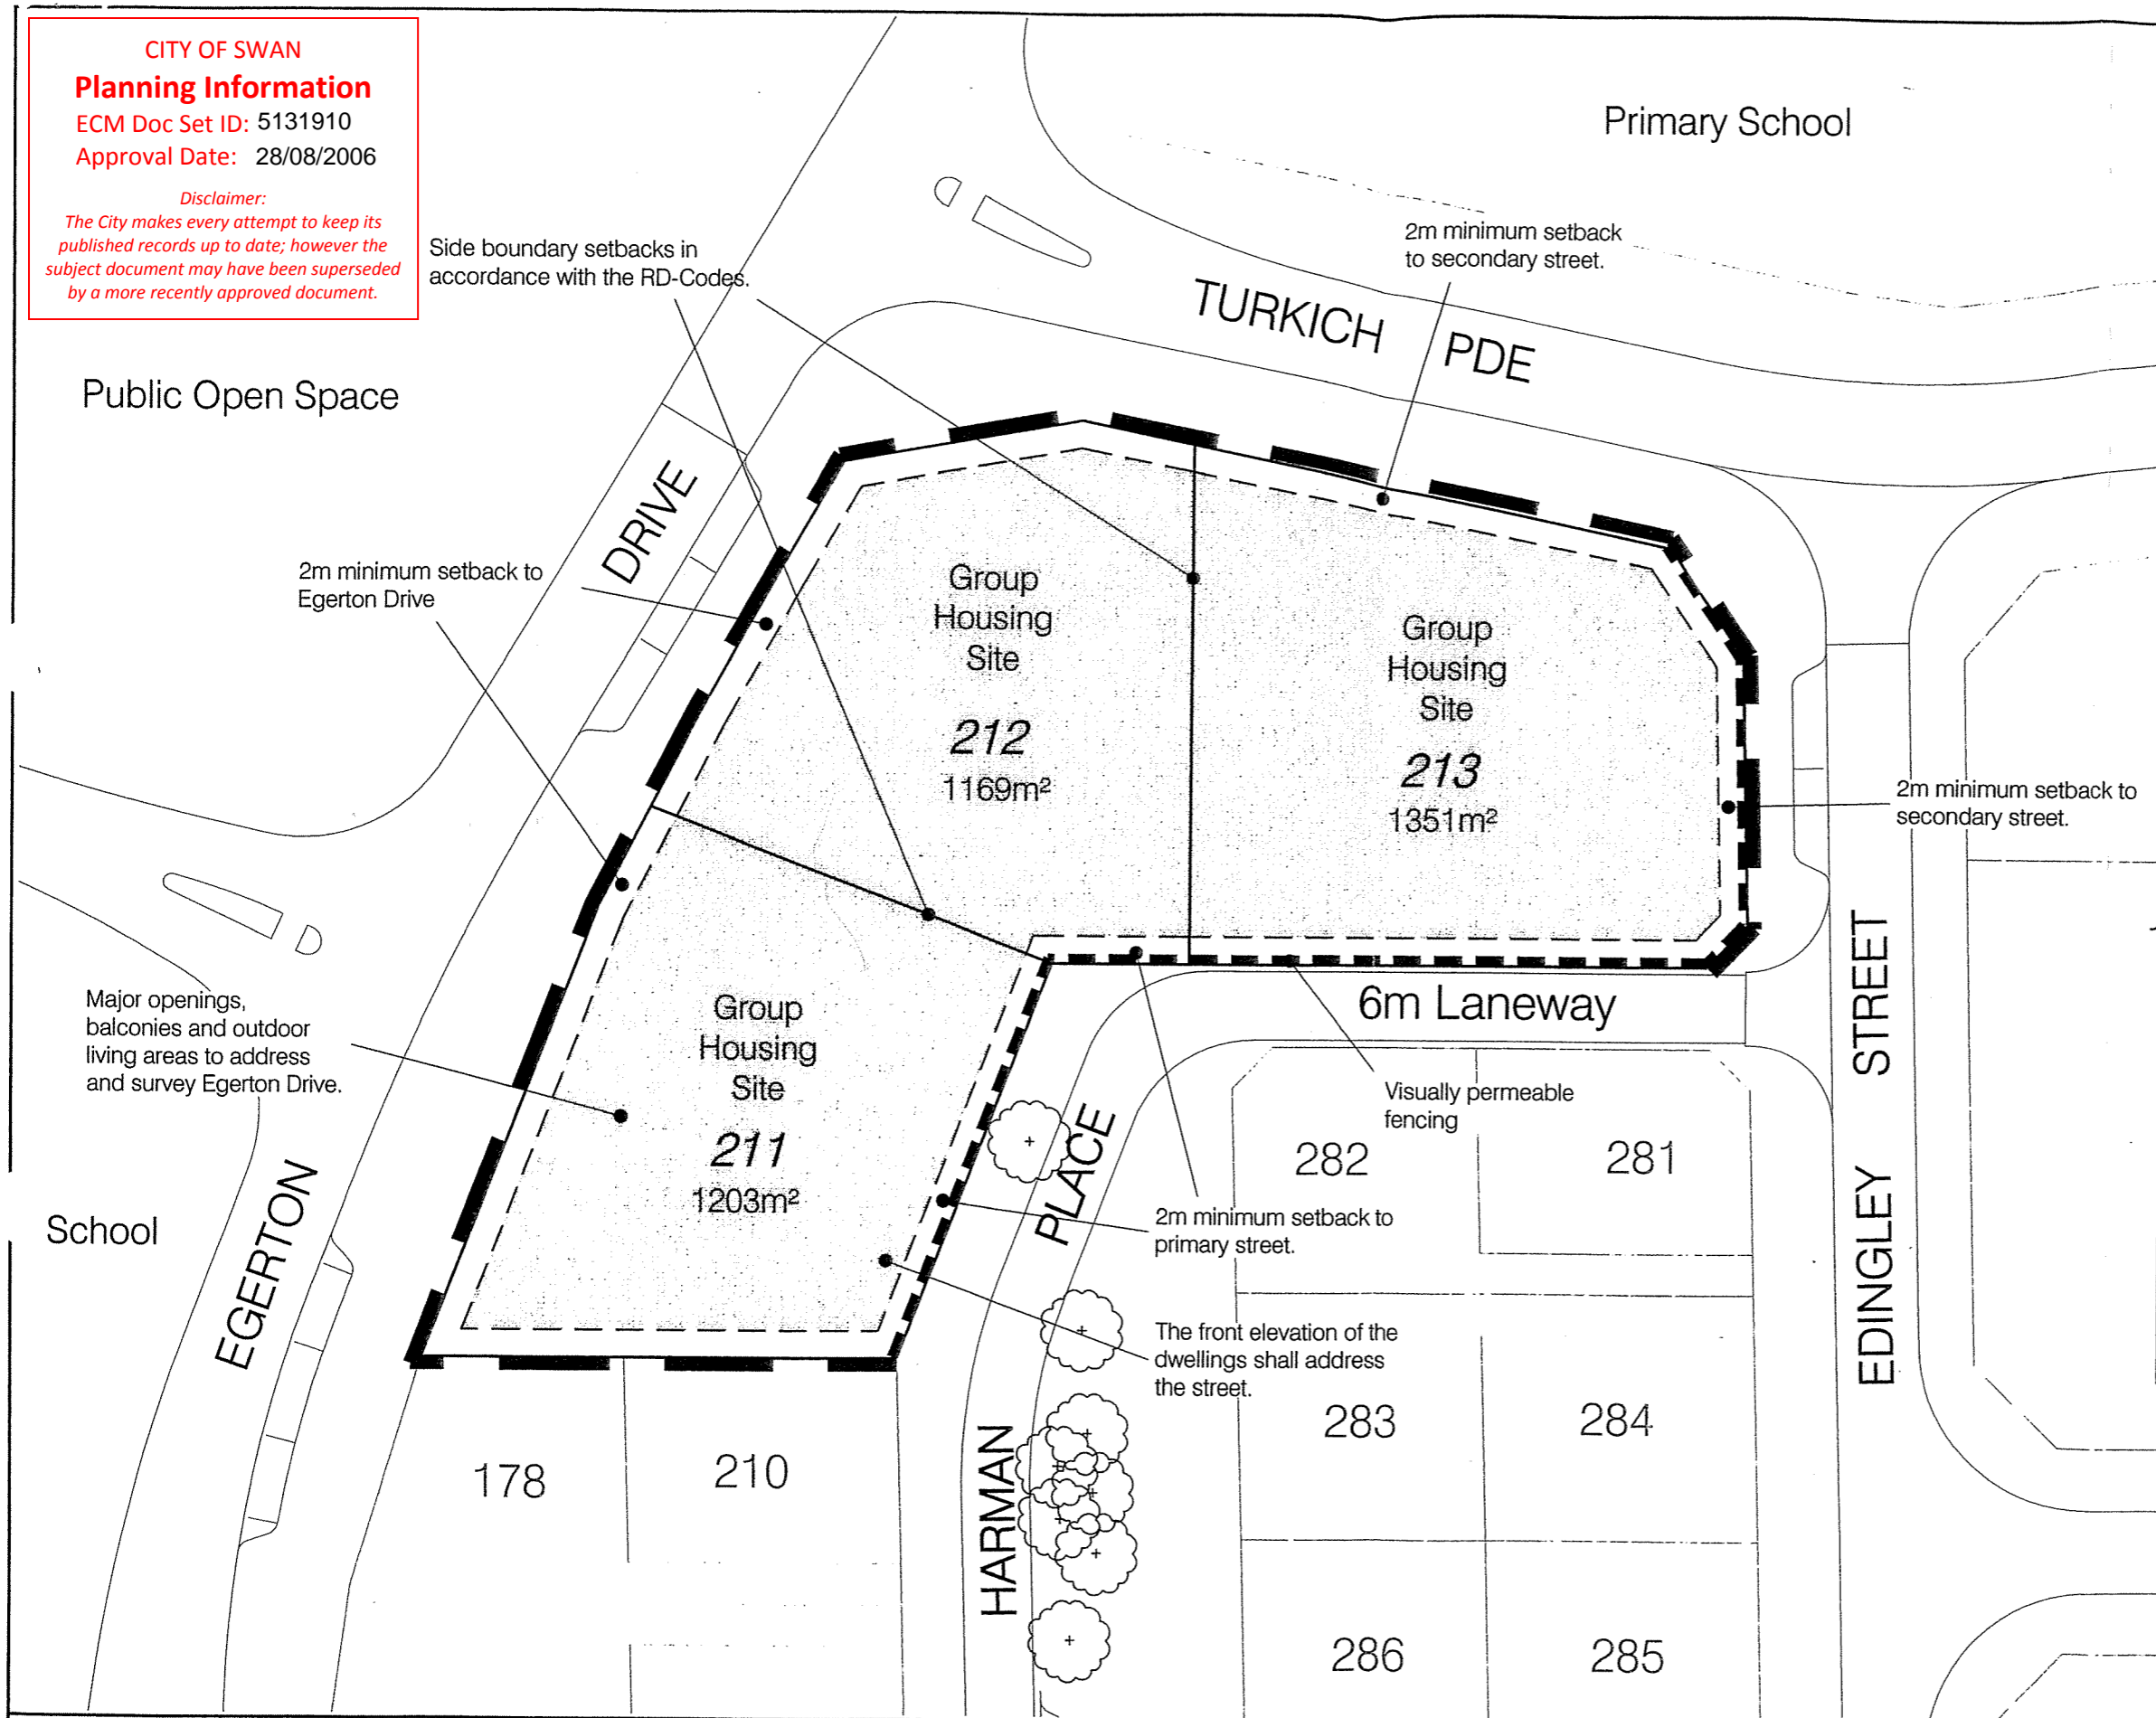 CITY OF SWAN
Planning Information
ECM Doc Set ID: 5131910
Approval Date: 28/08/2006
Disclaimer:
The City makes every attempt to keep its
published records up to date; however the
subject document may have been superseded
by a more recently approved document.
Primary School
Side boundary setbacks in
accordance with the RD-Codes.
2m minimum setback
to secondary street.
TURKICH PDE
Public Open Space
DRIVE
2m minimum setback to
Egerton Drive
Group
Housing
Site
212
1169m²
Group
Housing
Site
213
1351m²
2m minimum setback to
secondary street.
Major openings,
balconies and outdoor
living areas to address
and survey Egerton Drive.
Group
Housing
Site
211
1203m²
6m Laneway
STREET
Visually permeable
fencing
PLACE
282
281
School
EGERTON
2m minimum setback to
primary street.
EDINGLEY
The front elevation of the
dwellings shall address
the street.
178
210
HARMAN
283
284
286
285